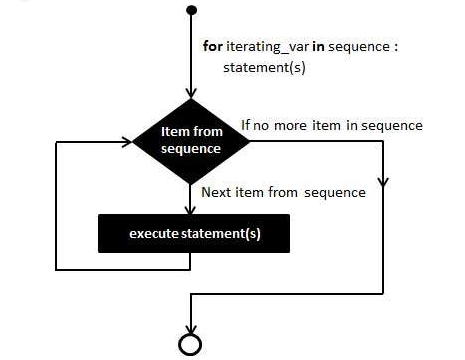 for iterating_var in sequence :
statement(s)
If no more item in sequence
Item from
sequence
Next item from sequence
execute statement(s)